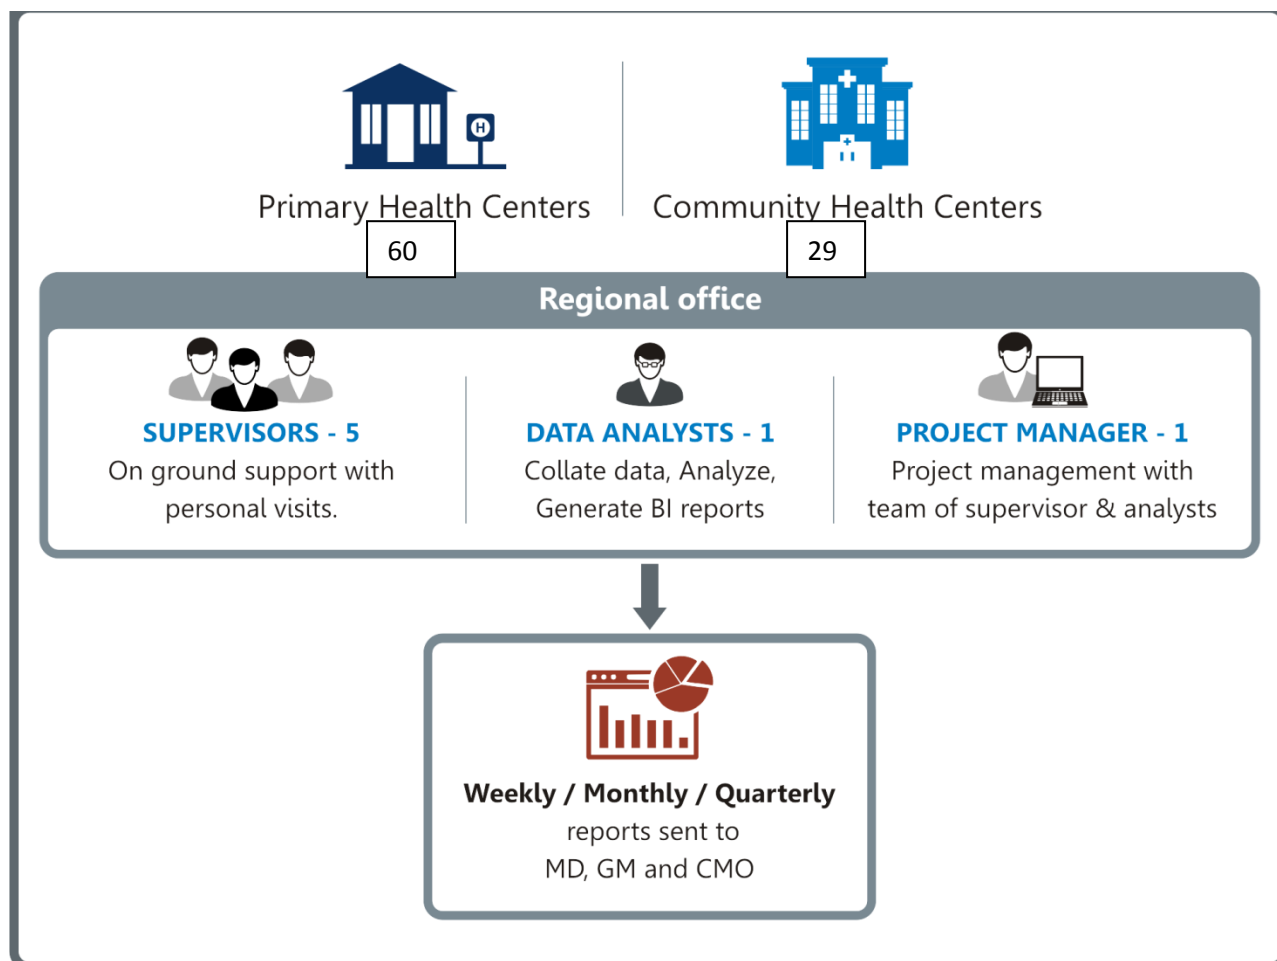 H
Primary Health Centers
Community Health Centers
60
29
Regional office
SUPERVISORS - 5
On ground support with
personal visits.
DATA ANALYSTS - 1
Collate data, Analyze,
Generate BI reports
PROJECT MANAGER - 1
Project management with
team of supervisor & analysts
Weekly / Monthly / Quarterly
reports sent to
MD, GM and CMO